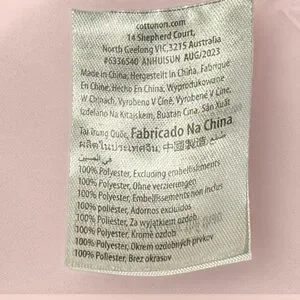 cottonon.com
14 Shepherd Court,
North Geelong VIC,3215 Australia
#6336540 ANHUISUN AUG/2023
Made in China, Hergestellt in China, Fabriqué
En Chine, Hecho En China, Wyprodukowane
W Chinach, Vyrobeno V Číně, Vyrobené V Číne,
Izdelano Na Kitajskem, Buatan Cina, Sản Xuất
Tại Trung Quốc, Fabricado Na China,
ผลิตในประเทศจีน, 中國製造, صنع
في الصين
100% Polyester, Excluding embellishments
100% Polyester, Ohne verzierungen
100% Polyester, Embellissements non inclus
100% poliéster, Adornos excluidos
100% Polyester, Za wyjątkiem ozdób
100% Polyester, Kromě ozdob
100% Polyester, Okrem ozdobných prvkov
100% Poliester, Brez okrasov